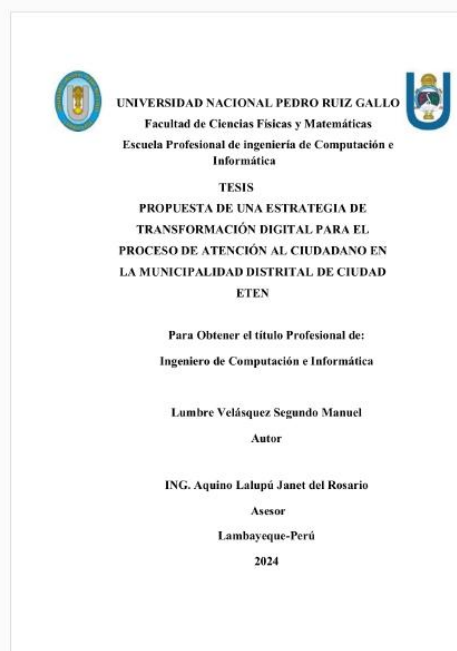 UNIVERSIDAD NACIONAL PEDRO RUIZ GALLO
Facultad de Ciencias Físicas y Matemáticas
Escuela Profesional de ingeniería de Computación e
Informática
TESIS
PROPUESTA DE UNA ESTRATEGIA DE
TRANSFORMACIÓN DIGITAL PARA EL
PROCESO DE ATENCIÓN AL CIUDADANO EN
LA MUNICIPALIDAD DISTRITAL DE CIUDAD
ETEN
Para Obtener el título Profesional de:
Ingeniero de Computación e Informática
Lumbre Velásquez Segundo Manuel
Autor
ING. Aquino Lalupú Janet del Rosario
Asesor
Lambayeque-Perú
2024